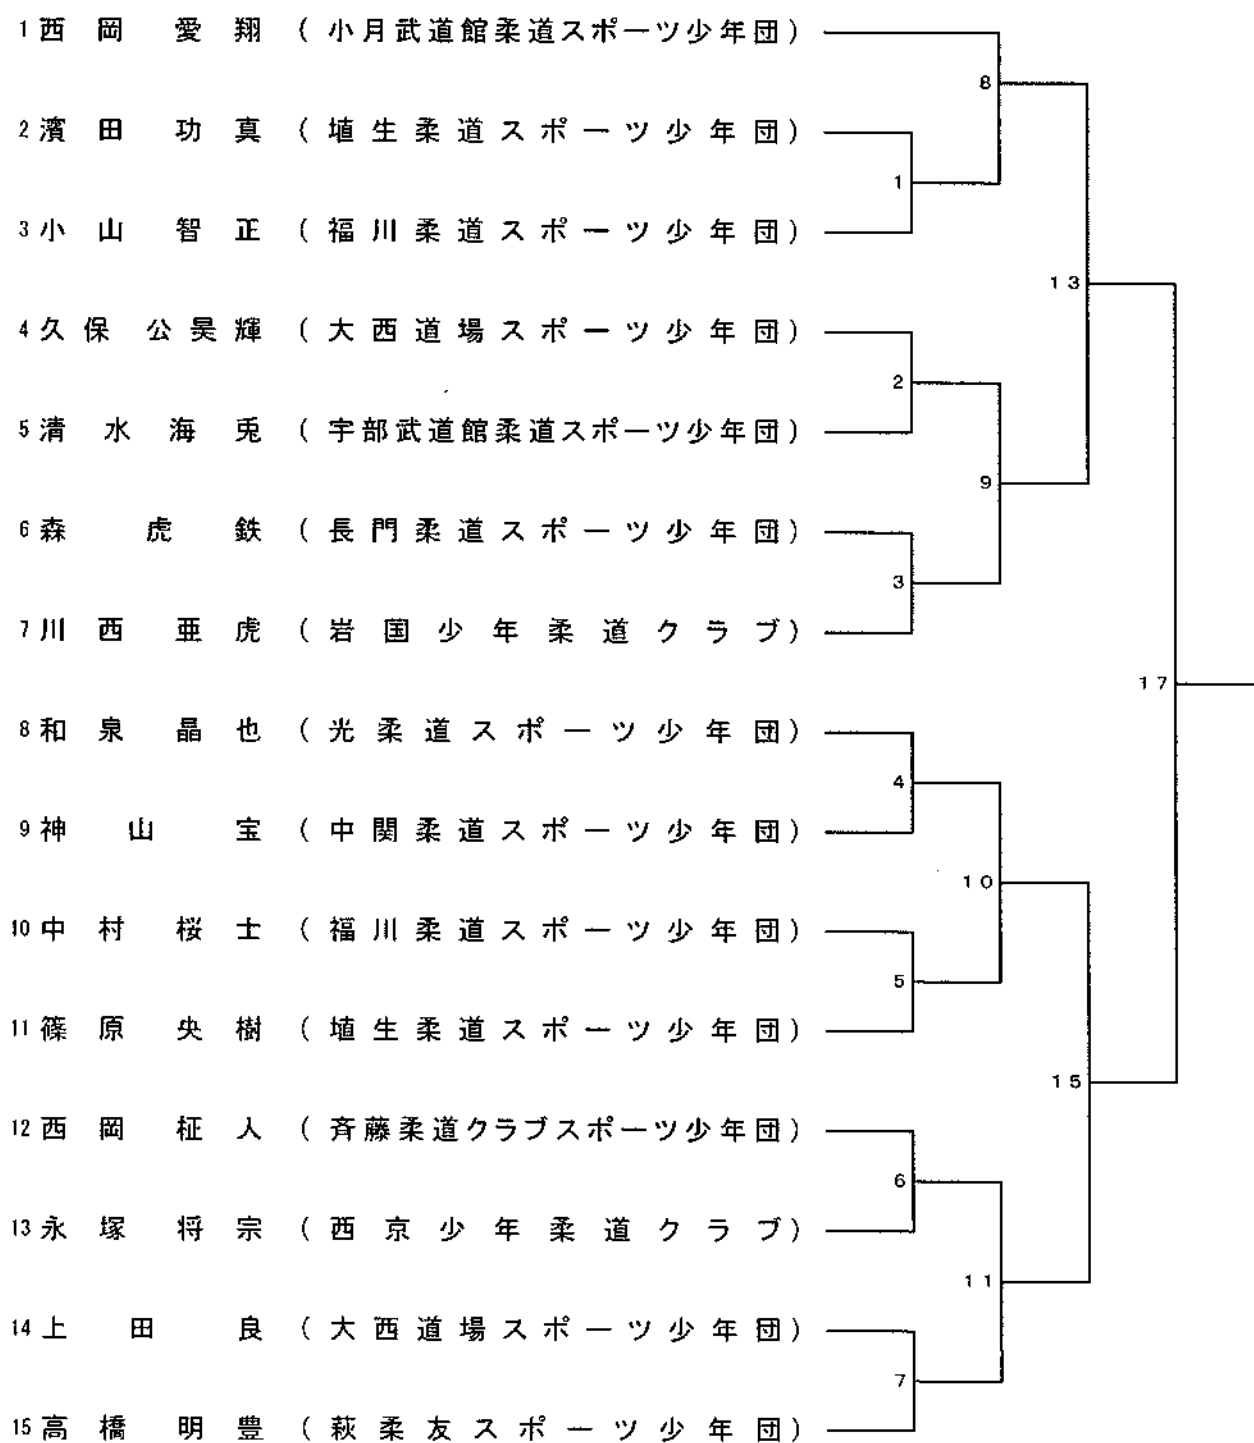 1 西岡 愛翔 (小月武道館柔道スポーツ少年団)
8
2 濱田 功真 (埴生柔道スポーツ少年団)
1
3 小山 智正 (福川柔道スポーツ少年団)
13
4 久保 公昊輝 (大西道場スポーツ少年団)
2
5 清水 海兎 (宇部武道館柔道スポーツ少年団)
9
6 森 虎鉄 (長門柔道スポーツ少年団)
3
7 川西 亜虎 (岩国少年柔道クラブ)
17
8 和泉 晶也 (光柔道スポーツ少年団)
4
9 神山 宝 (中関柔道スポーツ少年団)
10
10 中村 桜士 (福川柔道スポーツ少年団)
5
11 篠原 央樹 (埴生柔道スポーツ少年団)
15
12 西岡 柾人 (斉藤柔道クラブスポーツ少年団)
6
13 永塚 将宗 (西京少年柔道クラブ)
11
14 上田 良 (大西道場スポーツ少年団)
7
15 高橋 明豊 (萩柔友スポーツ少年団)